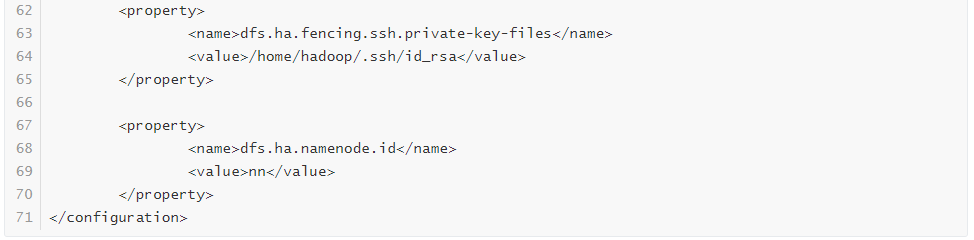 62 <property>
63 <name>dfs.ha.fencing.ssh.private-key-files</name>
64 <value>/home/hadoop/.ssh/id_rsa</value>
65 </property>
66
67 <property>
68 <name>dfs.ha.namenode.id</name>
69 <value>nn</value>
70 </property>
71 </configuration>